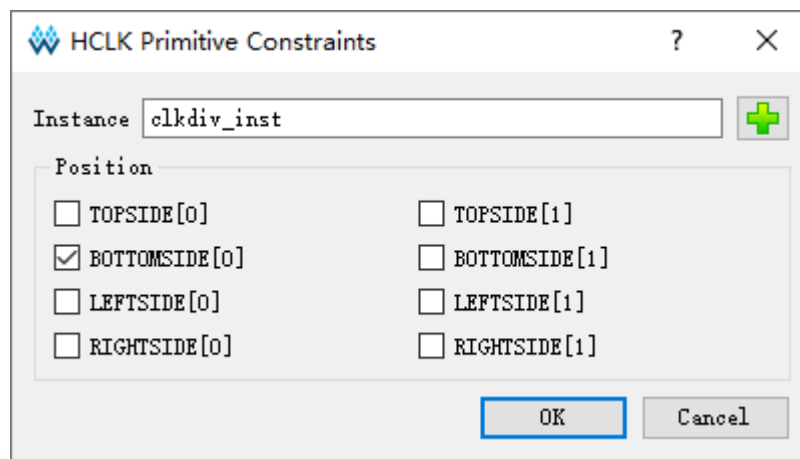 HCLK Primitive Constraints ? ×
Instance clkdiv_inst
Position
TOPSIDE[0] TOPSIDE[1]
BOTTOMSIDE[0] BOTTOMSIDE[1]
LEFTSIDE[0] LEFTSIDE[1]
RIGHTSIDE[0] RIGHTSIDE[1]
OK Cancel